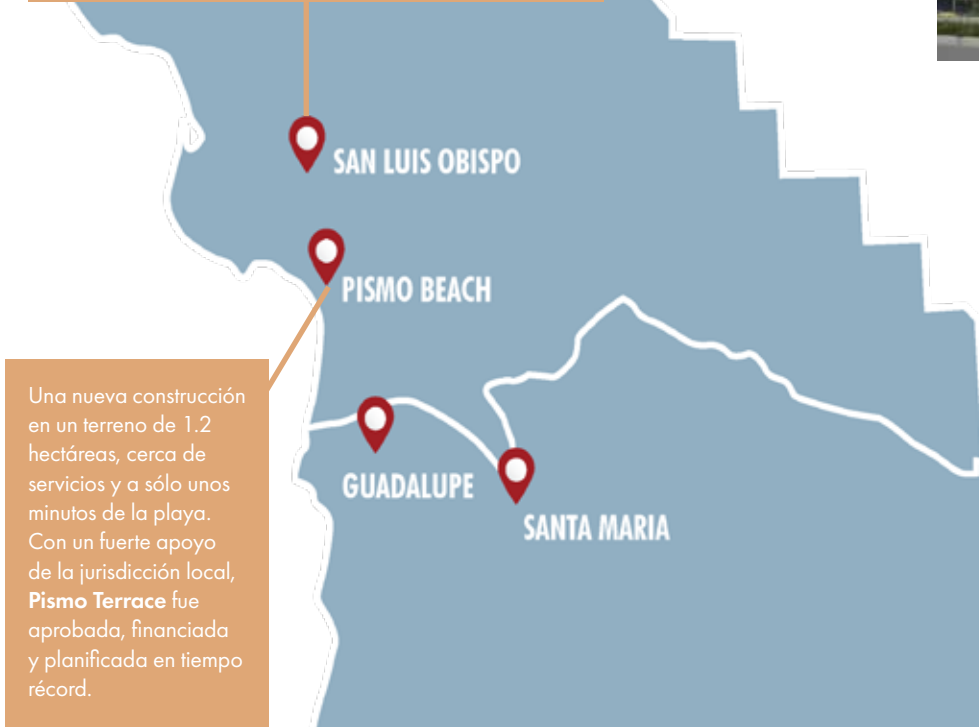 SAN LUIS OBISPO
PISMO BEACH
Una nueva construcción
en un terreno de 1.2
hectáreas, cerca de
servicios y a sólo unos
minutos de la playa.
Con un fuerte apoyo
de la jurisdicción local,
Pismo Terrace fue
aprobada, financiada
y planificada en tiempo
récord.
GUADALUPE
SANTA MARIA